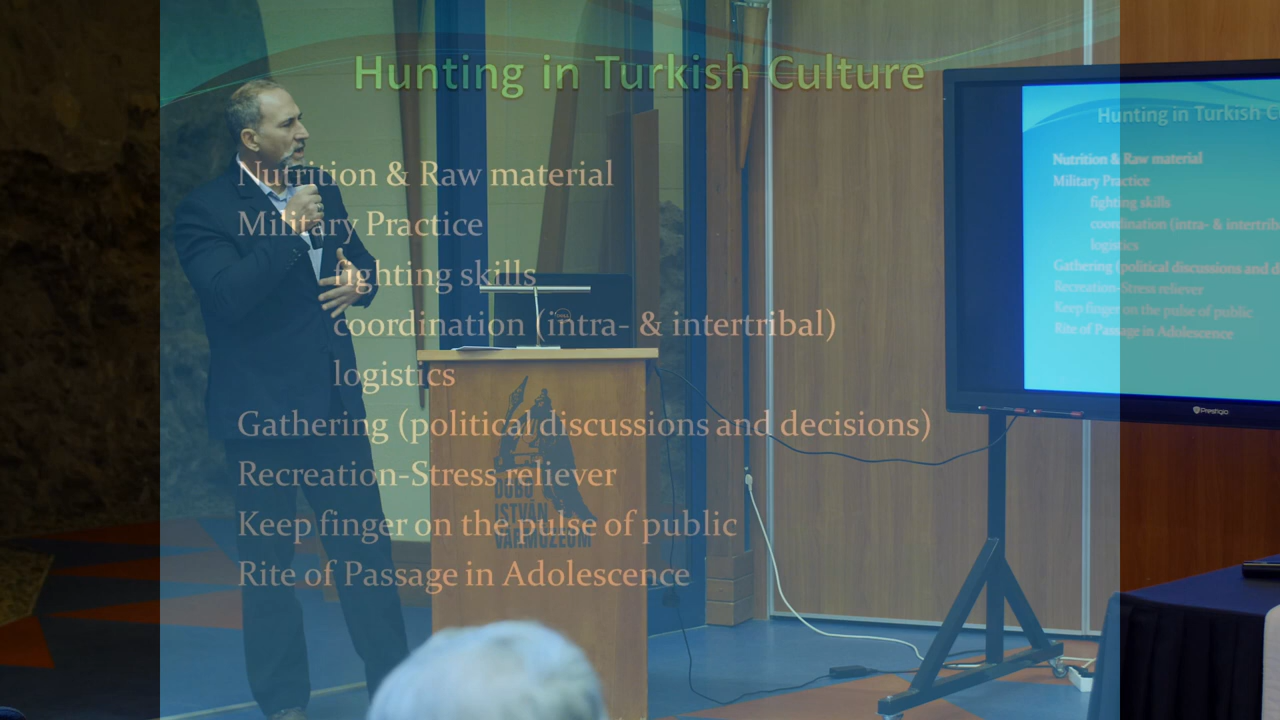 Hunting in Turkish Culture
Nutrition & Raw material
Military Practice
fighting skills
coordination (intra- & intertribal)
logistics
Gathering (political discussions and decisions)
Recreation-Stress reliever
Keep finger on the pulse of public
Rite of Passage in Adolescence
Hunting in Turkish C
Nutrition & Raw material
Military Practice
fighting skills
coordination (intra- & intertrib
logistics
Gathering (political discussions and d
Recreation-Stress reliever
Keep finger on the pulse of public
Rite of Passage in Adolescence
Prestigio
DOBÓ
ISTVÁN
VÁRMÚZEUM